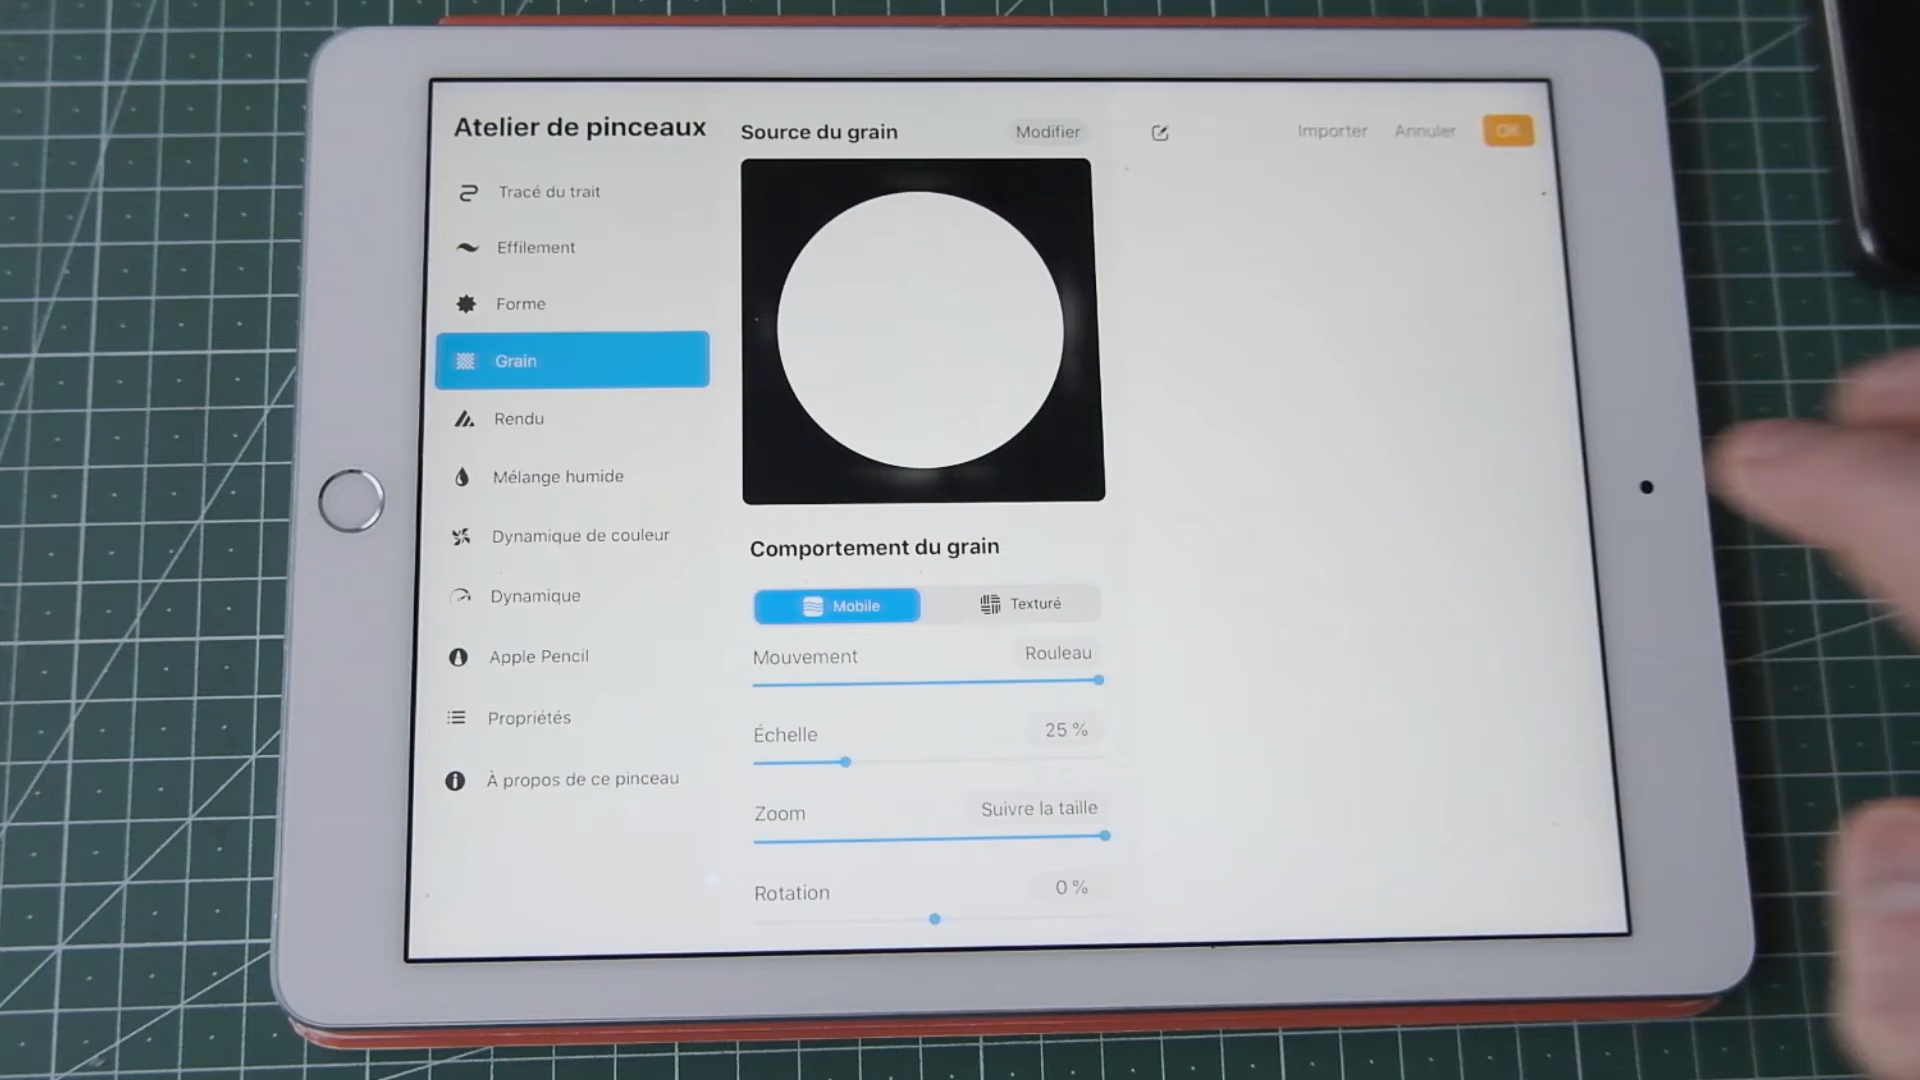 Atelier de pinceaux
Tracé du trait
Effilement
Forme
Grain
Rendu
Mélange humide
Dynamique de couleur
Dynamique
Apple Pencil
Propriétés
À propos de ce pinceau
Source du grain
Modifier
Comportement du grain
Mobile
Texturé
Mouvement
Rouleau
Échelle
25 %
Zoom
Suivre la taille
Rotation
0 %
Importer
Annuler
OK